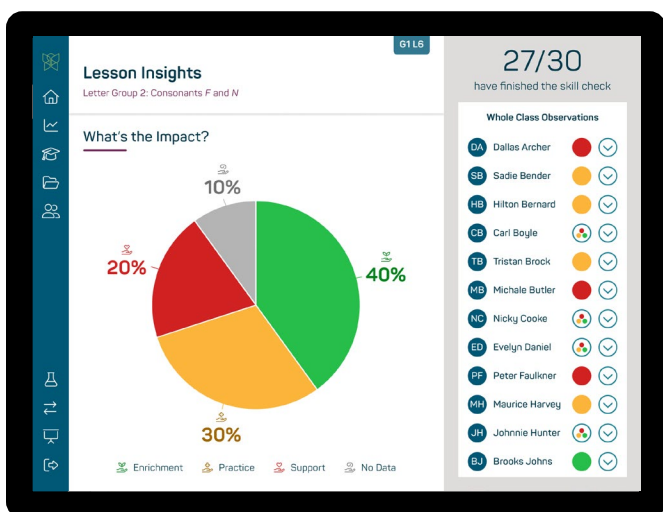 G1 L6
Lesson Insights
Letter Group 2: Consonants F and N
What's the Impact?
10%
20%
40%
30%
Enrichment Practice Support No Data
27/30
have finished the skill check
Whole Class Observations
DA Dallas Archer
SB Sadie Bender
HB Hilton Bernard
CB Carl Boyle
TB Tristan Brock
MB Michale Butler
NC Nicky Cooke
ED Evelyn Daniel
PF Peter Faulkner
MH Maurice Harvey
JH Johnnie Hunter
BJ Brooks Johns